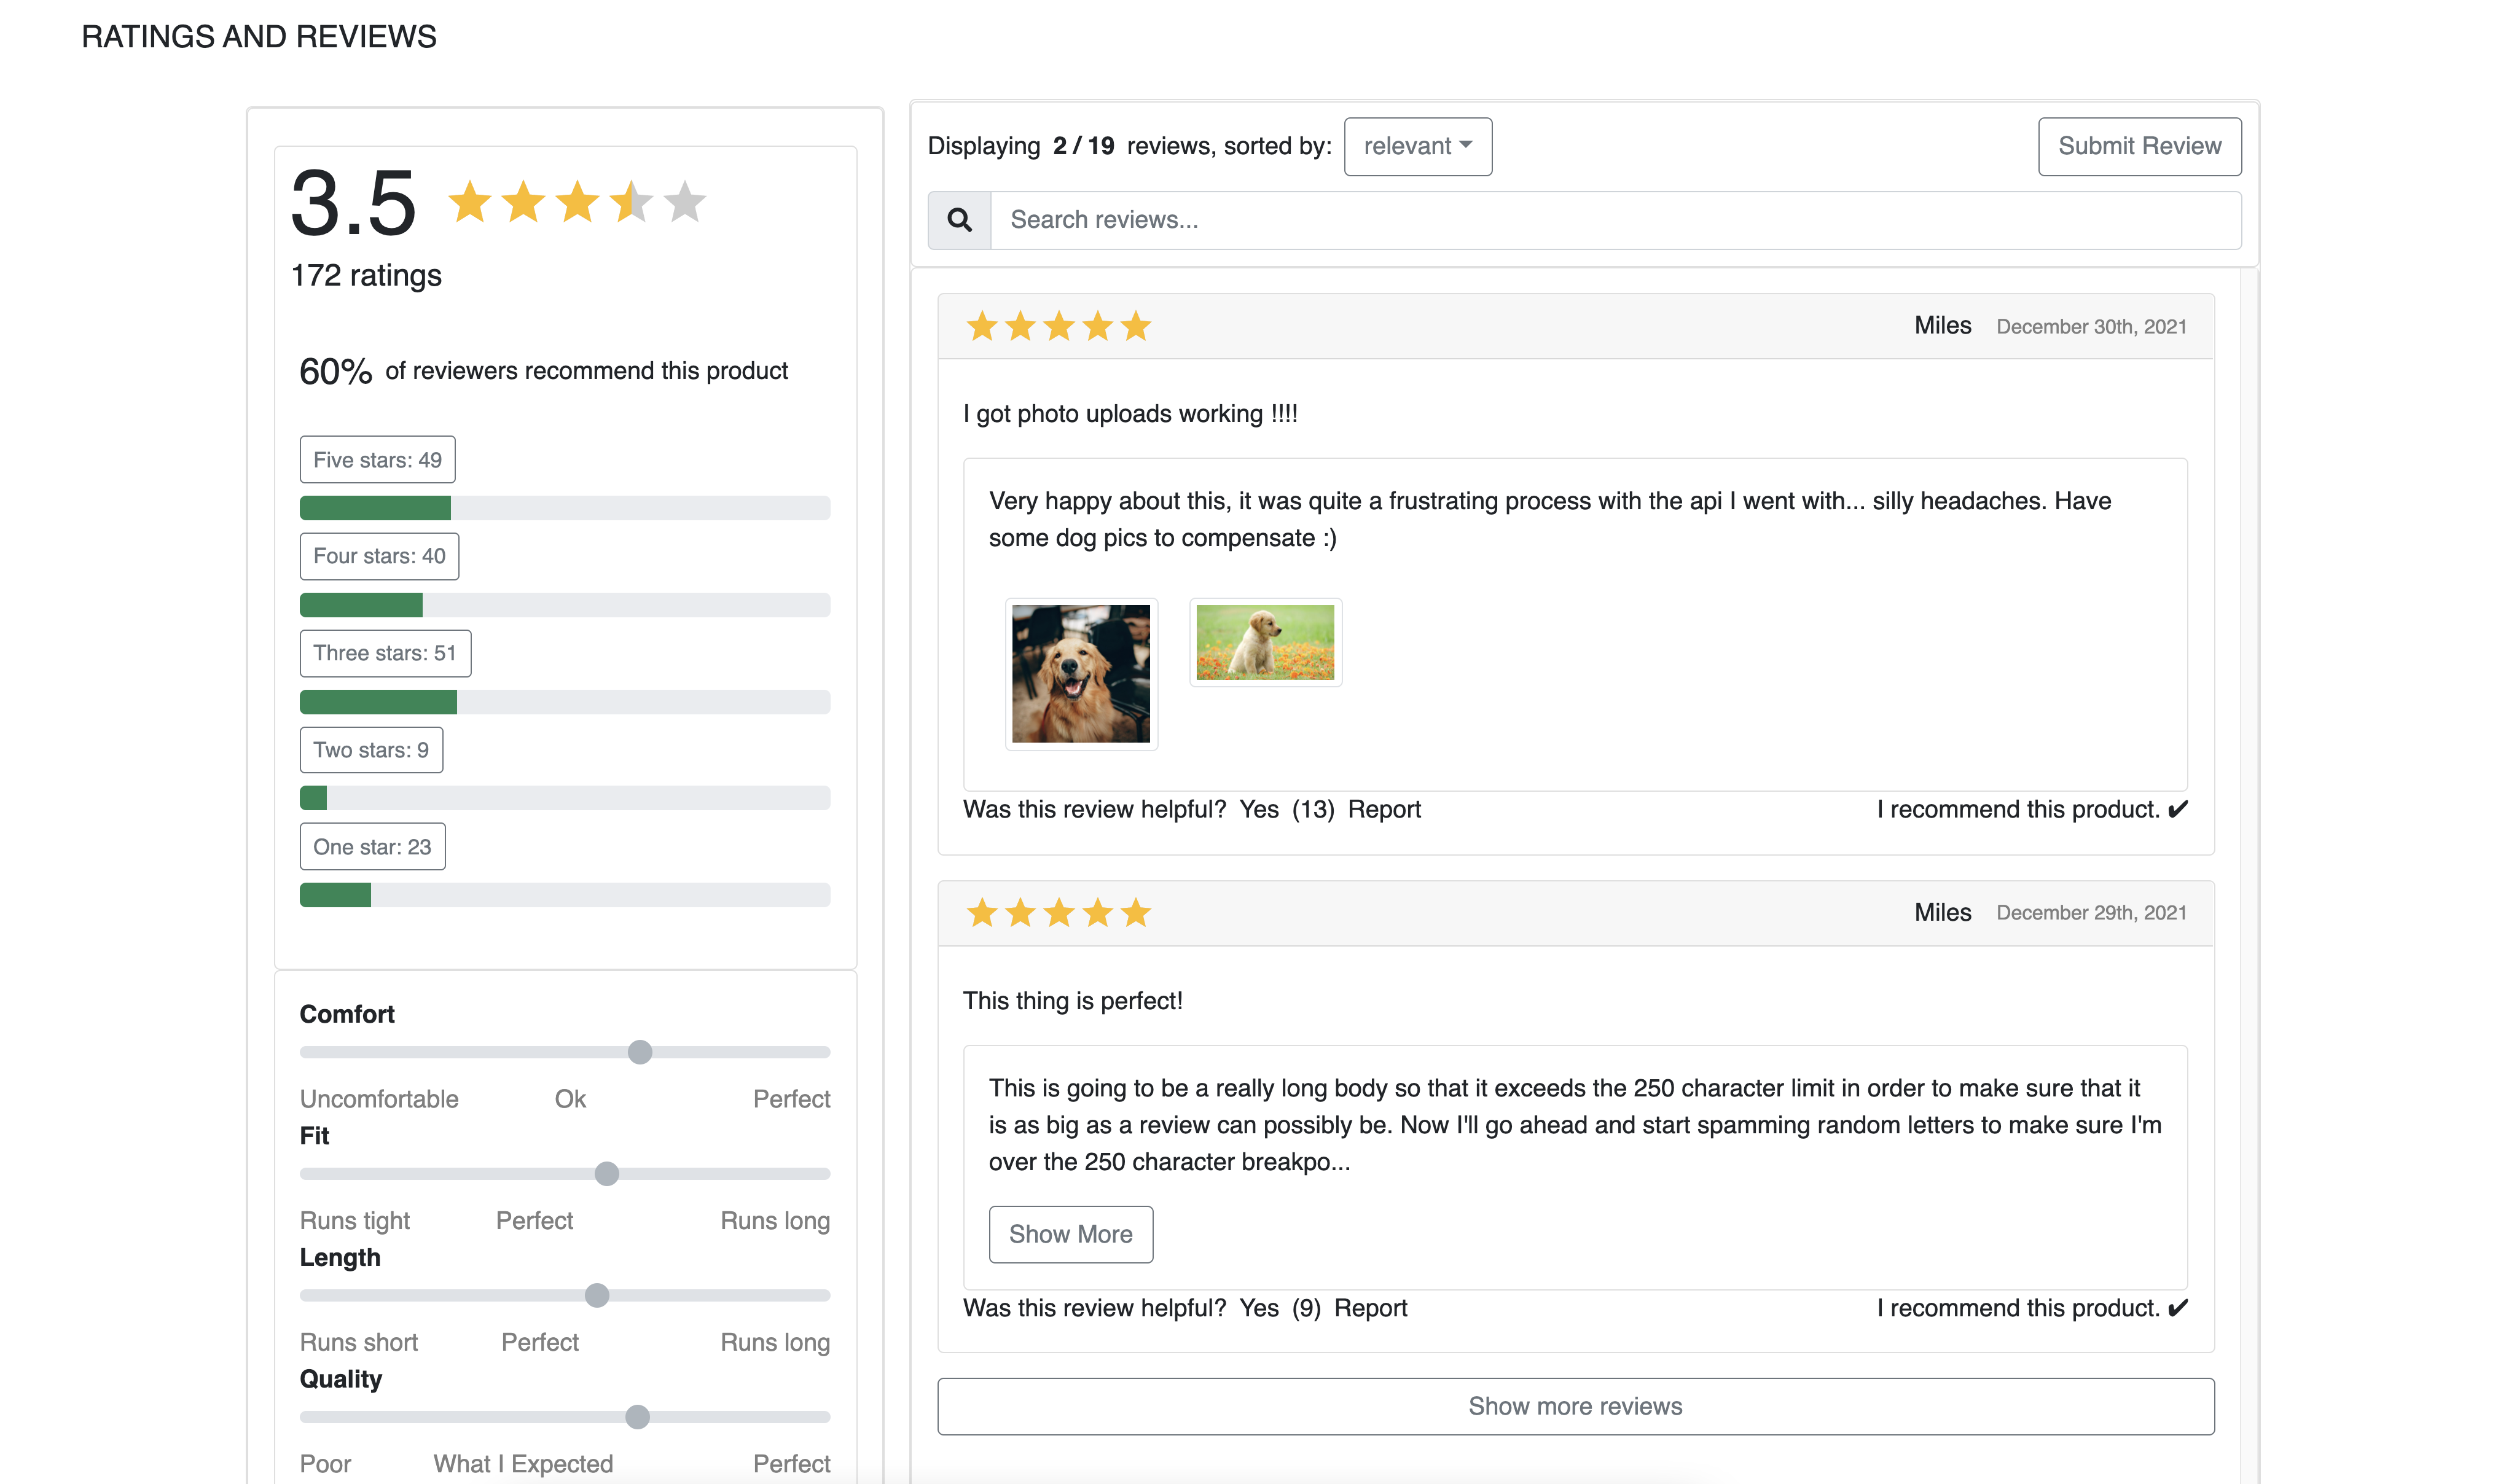 RATINGS AND REVIEWS
3.5
172 ratings
60% of reviewers recommend this product
Five stars: 49
Four stars: 40
Three stars: 51
Two stars: 9
One star: 23
Comfort
Uncomfortable Ok Perfect
Fit
Runs tight Perfect Runs long
Length
Runs short Perfect Runs long
Quality
Poor What I Expected Perfect
Displaying 2 / 19 reviews, sorted by: relevant
Submit Review
Search reviews...
Miles December 30th, 2021
I got photo uploads working !!!!
Very happy about this, it was quite a frustrating process with the api I went with... silly headaches. Have
some dog pics to compensate :)
Was this review helpful? Yes (13) Report I recommend this product. ✔
Miles December 29th, 2021
This thing is perfect!
This is going to be a really long body so that it exceeds the 250 character limit in order to make sure that it
is as big as a review can possibly be. Now I'll go ahead and start spamming random letters to make sure I'm
over the 250 character breakpo...
Show More
Was this review helpful? Yes (9) Report I recommend this product. ✔
Show more reviews